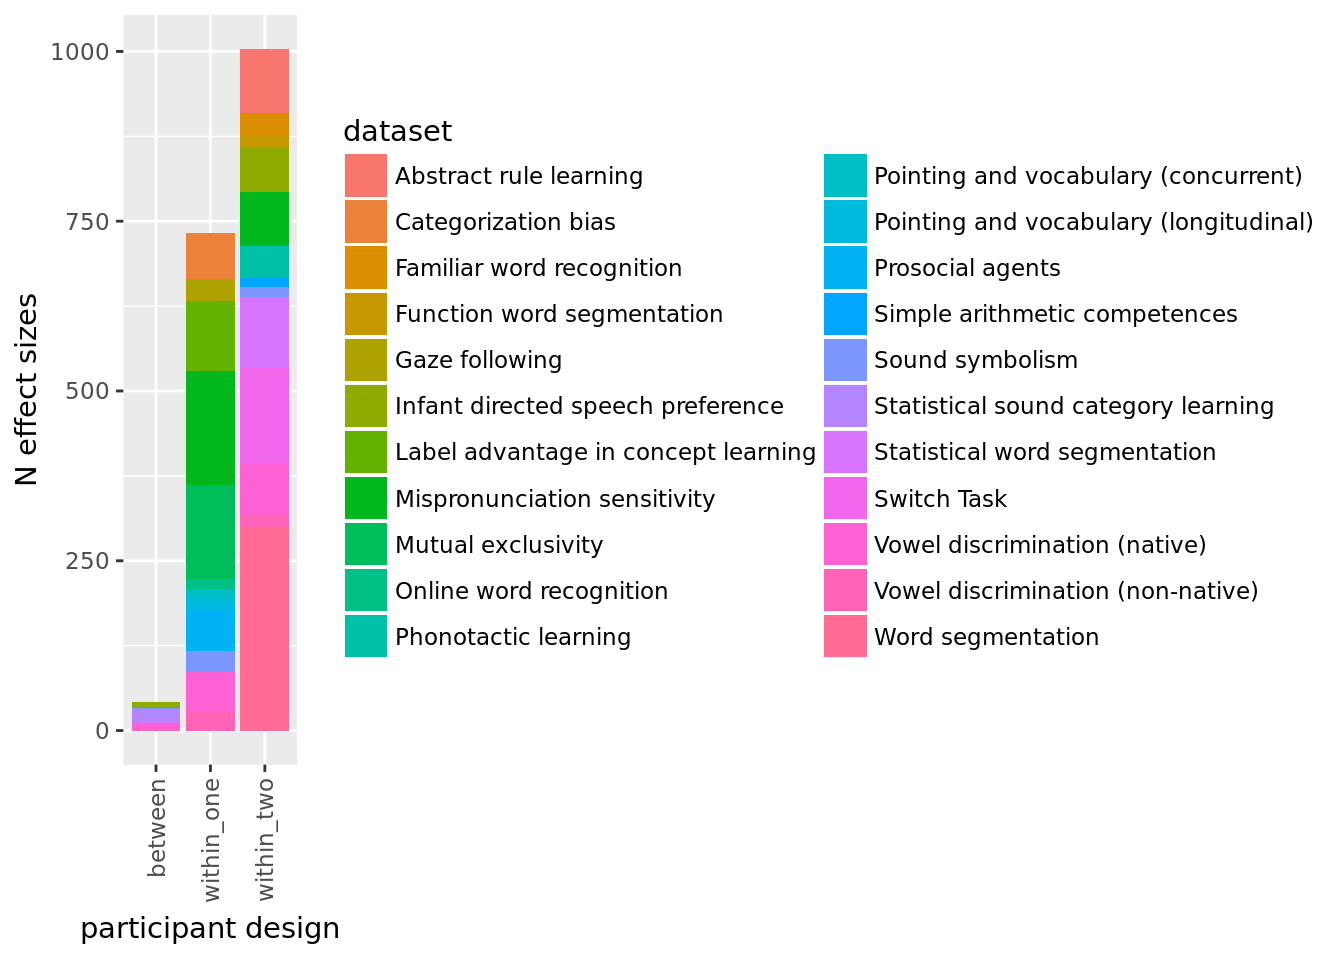 1000
750
500
250
0
N effect sizes
between
within_one
within_two
participant design
dataset
Abstract rule learning
Categorization bias
Familiar word recognition
Function word segmentation
Gaze following
Infant directed speech preference
Label advantage in concept learning
Mispronunciation sensitivity
Mutual exclusivity
Online word recognition
Phonotactic learning
Pointing and vocabulary (concurrent)
Pointing and vocabulary (longitudinal)
Prosocial agents
Simple arithmetic competences
Sound symbolism
Statistical sound category learning
Statistical word segmentation
Switch Task
Vowel discrimination (native)
Vowel discrimination (non-native)
Word segmentation